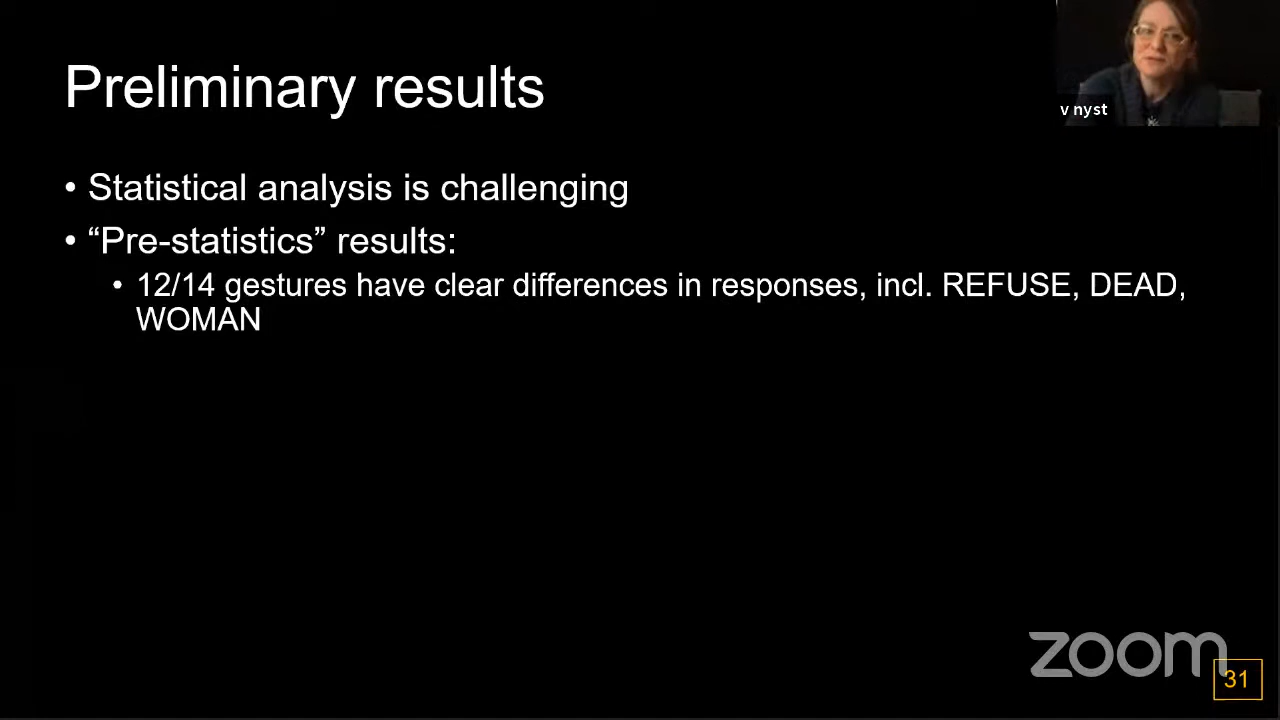 Preliminary results
v nyst
• Statistical analysis is challenging
• “Pre-statistics” results:
• 12/14 gestures have clear differences in responses, incl. REFUSE, DEAD,
WOMAN
zoom
31